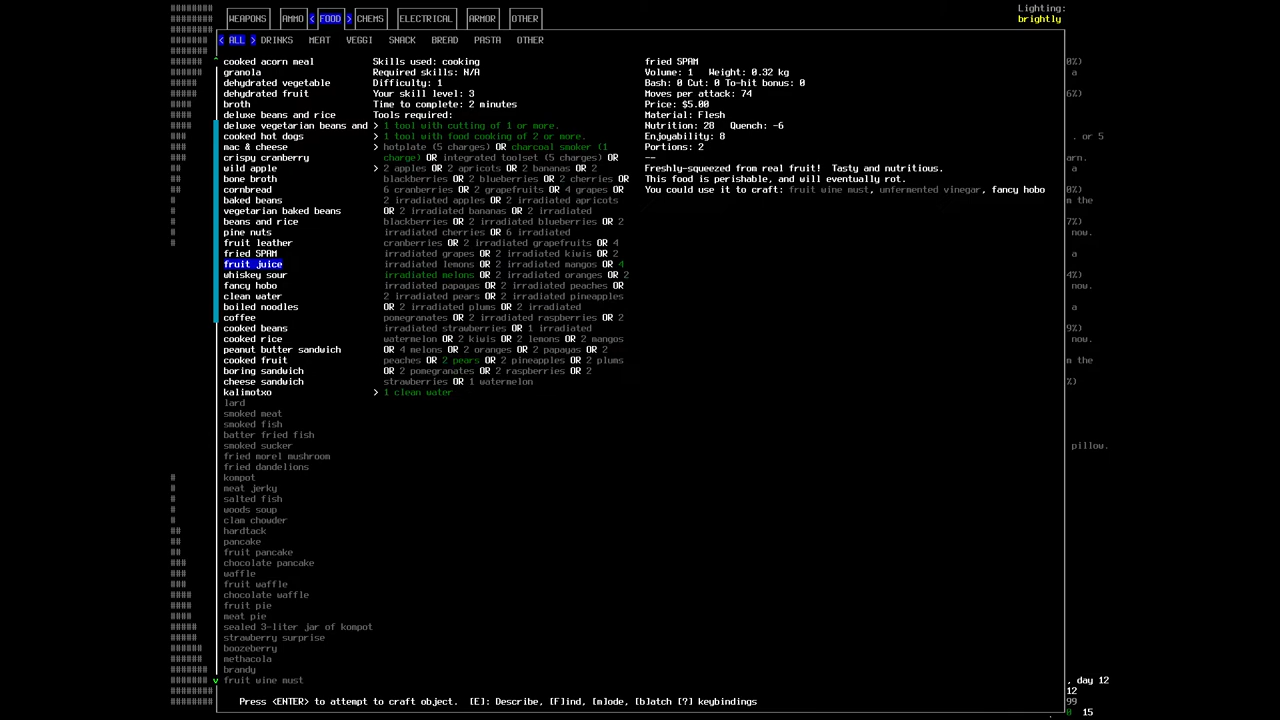 Lighting:
brightly
WEAPONS AMMO < FOOD > CHEMS ELECTRICAL ARMOR OTHER
< ALL > DRINKS MEAT VEGGI SNACK BREAD PASTA OTHER
cooked acorn meal
granola
dehydrated vegetable
dehydrated fruit
broth
deluxe beans and rice
deluxe vegetarian beans and
cooked hot dogs
mac & cheese
crispy cranberry
wild apple
bone broth
cornbread
baked beans
vegetarian baked beans
beans and rice
pine nuts
fruit leather
fried SPAM
fruit juice
whiskey sour
fancy hobo
clean water
boiled noodles
coffee
cooked beans
cooked rice
peanut butter sandwich
cooked fruit
boring sandwich
cheese sandwich
kalimotxo
lard
smoked meat
smoked fish
batter fried fish
smoked sucker
fried morel mushroom
fried dandelions
kompot
meat jerky
salted fish
woods soup
clam chowder
hardtack
pancake
fruit pancake
chocolate pancake
waffle
fruit waffle
chocolate waffle
fruit pie
meat pie
sealed 3-liter jar of kompot
strawberry surprise
boozeberry
methacola
brandy
v fruit wine must
Skills used: cooking
Required skills: N/A
Difficulty: 1
Your skill level: 3
Time to complete: 2 minutes
Tools required:
> 1 tool with cutting of 1 or more.
> 1 tool with food cooking of 2 or more.
> hotplate (5 charges) OR charcoal smoker (1
charge) OR integrated toolset (5 charges) OR
> 2 apples OR 2 apricots OR 2 bananas OR 2
blackberries OR 2 blueberries OR 2 cherries OR
6 cranberries OR 2 grapefruits OR 4 grapes OR
2 irradiated apples OR 2 irradiated apricots
OR 2 irradiated bananas OR 2 irradiated
blackberries OR 2 irradiated blueberries OR 2
irradiated cherries OR 6 irradiated
cranberries OR 2 irradiated grapefruits OR 4
irradiated grapes OR 2 irradiated kiwis OR 2
irradiated lemons OR 2 irradiated mangos OR 4
irradiated melons OR 2 irradiated oranges OR 2
irradiated papayas OR 2 irradiated peaches OR
2 irradiated pears OR 2 irradiated pineapples
OR 2 irradiated plums OR 2 irradiated
pomegranates OR 2 irradiated raspberries OR 2
irradiated strawberries OR 1 irradiated
watermelon OR 2 kiwis OR 2 lemons OR 2 mangos
OR 4 melons OR 2 oranges OR 2 papayas OR 2
peaches OR 2 pears OR 2 pineapples OR 2 plums
OR 2 pomegranates OR 2 raspberries OR 2
strawberries OR 1 watermelon
> 1 clean water
fried SPAM
Volume: 1 Weight: 0.32 kg
Bash: 0 Cut: 0 To-hit bonus: 0
Moves per attack: 74
Price: $5.00
Material: Flesh
Nutrition: 28 Quench: -6
Enjoyability: 8
Portions: 2
--
Freshly-squeezed from real fruit! Tasty and nutritious.
This food is perishable, and will eventually rot.
You could use it to craft: fruit wine must, unfermented vinegar, fancy hobo
0%)
a
6%)
. or 5
arn.
0%)
m the
7%)
now.
a
4%)
now.
a
9%)
now.
m the
%)
pillow.
, day 12
12
99
0 15
Press <ENTER> to attempt to craft object. [E]: Describe, [F]ind, [m]ode, [b]atch [?] keybindings